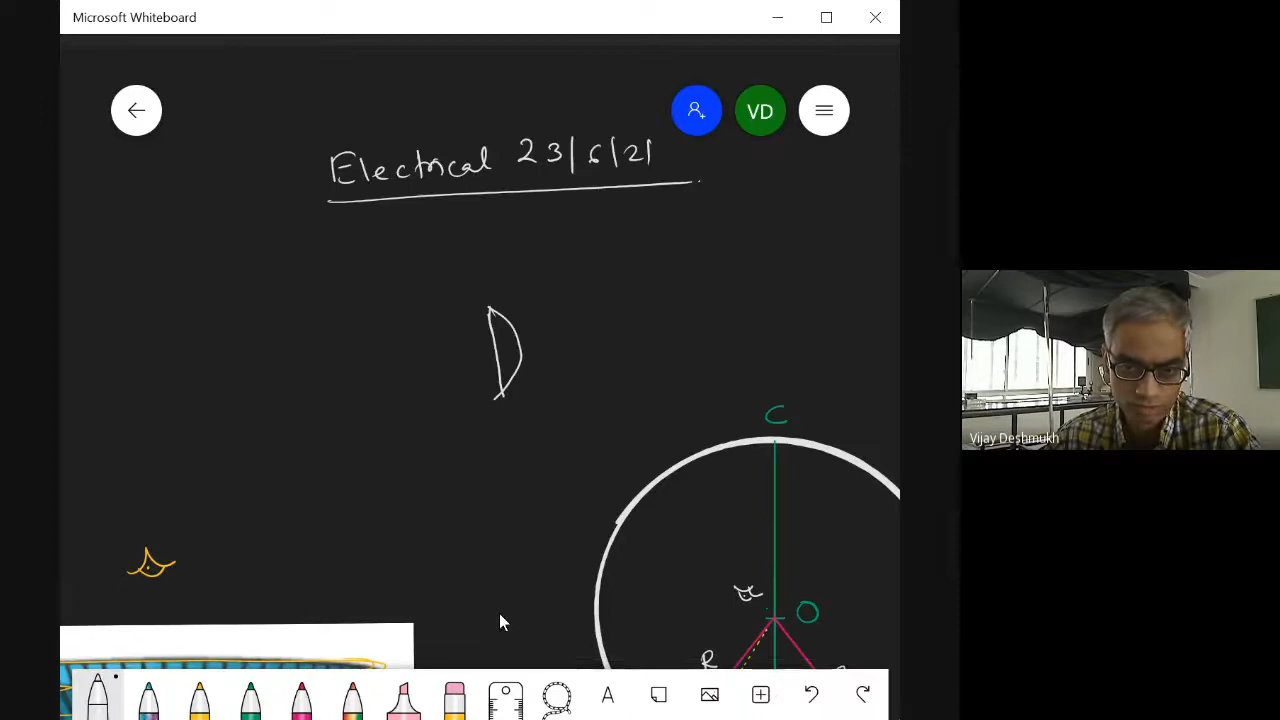 Microsoft Whiteboard
VD
Electrical 23/6/21
C
O
R
Vijay Deshmukh
A